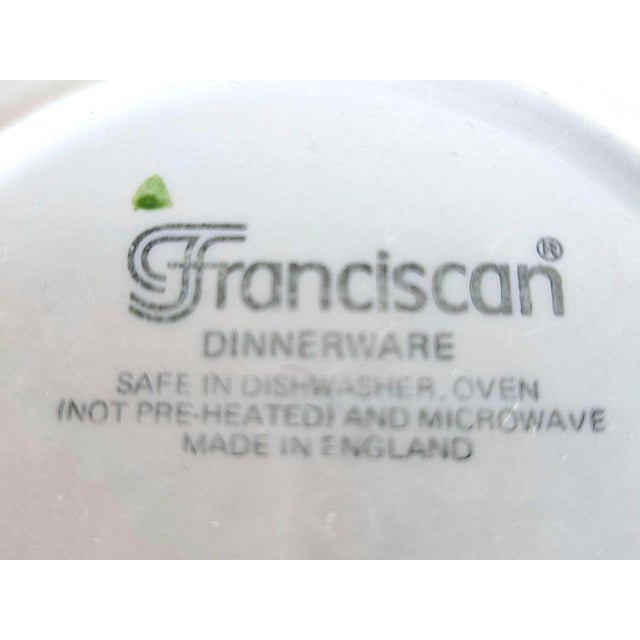 Franciscan®
DINNERWARE
SAFE IN DISHWASHER, OVEN
(NOT PRE-HEATED) AND MICROWAVE
MADE IN ENGLAND